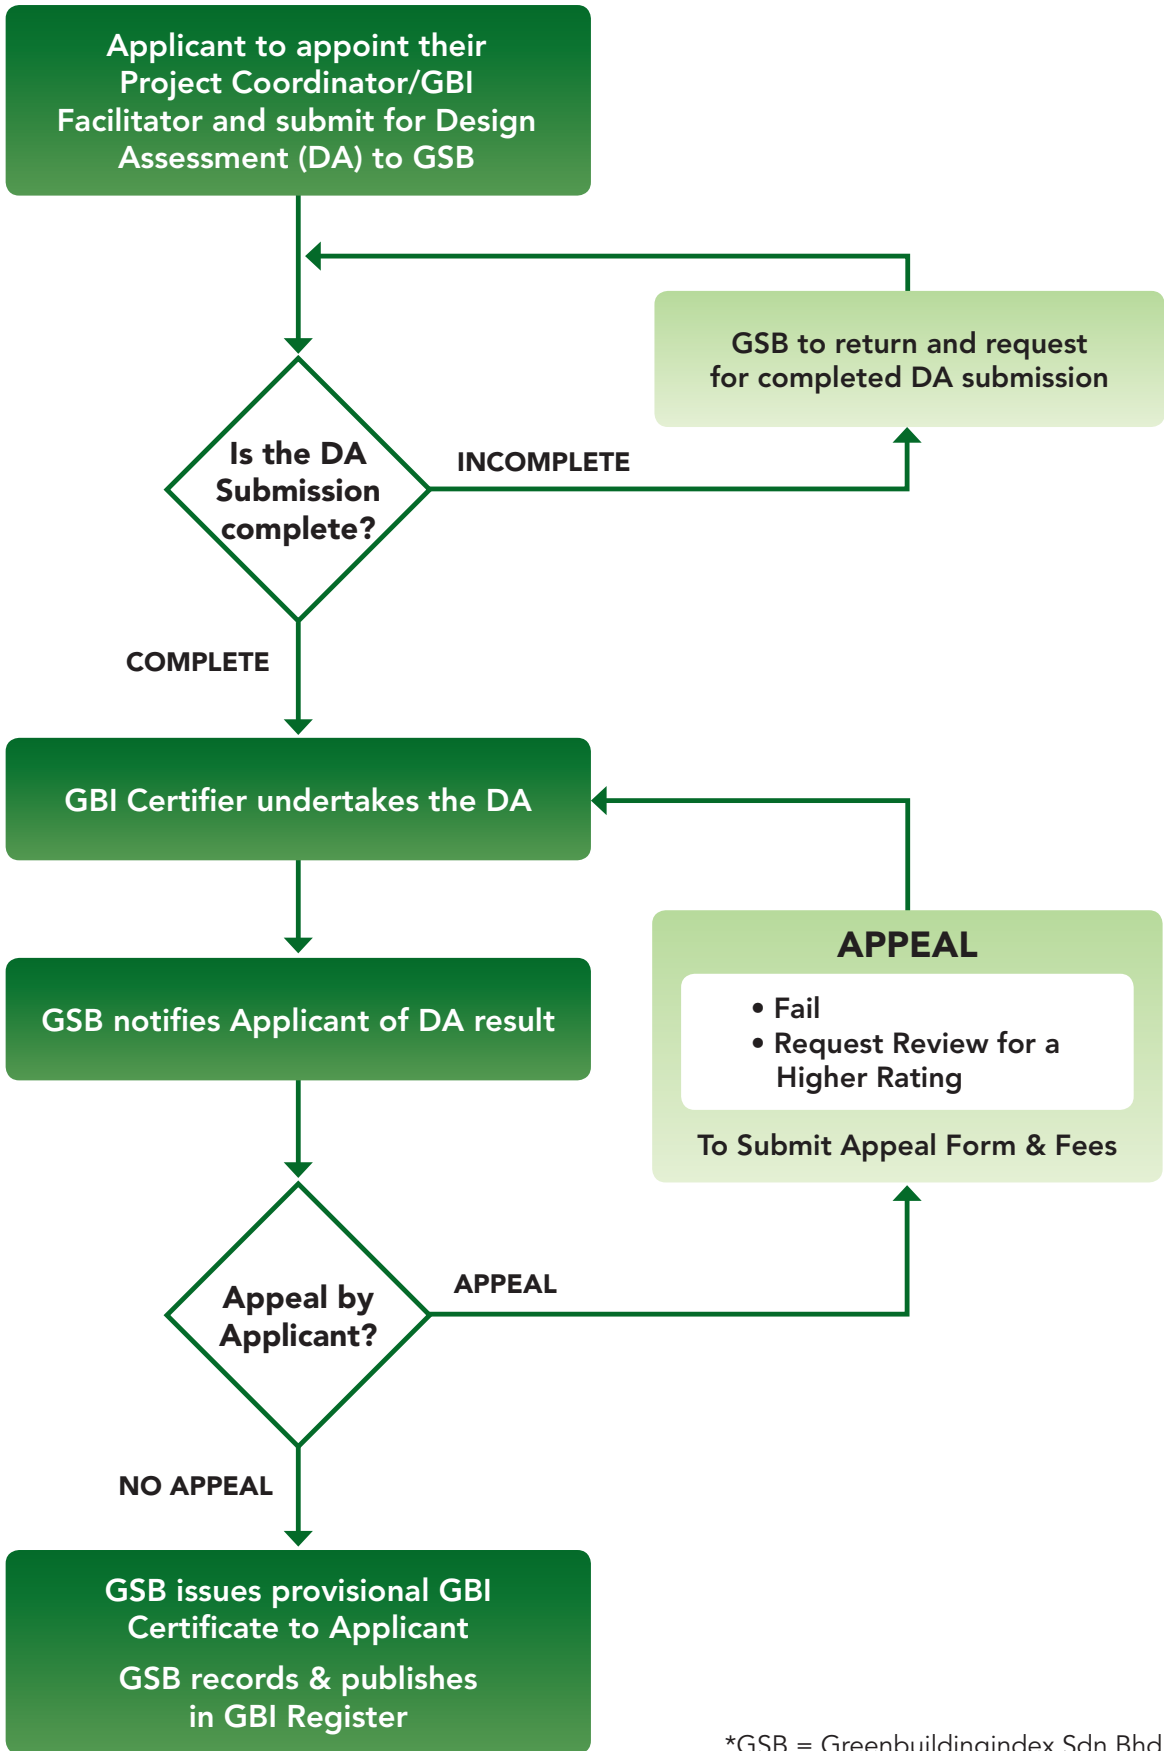 Applicant to appoint their
Project Coordinator/GBI
Facilitator and submit for Design
Assessment (DA) to GSB
GSB to return and request
for completed DA submission
Is the DA
Submission
complete?
INCOMPLETE
COMPLETE
GBI Certifier undertakes the DA
GSB notifies Applicant of DA result
APPEAL
• Fail
• Request Review for a
Higher Rating
To Submit Appeal Form & Fees
Appeal by
Applicant?
APPEAL
NO APPEAL
GSB issues provisional GBI
Certificate to Applicant
GSB records & publishes
in GBI Register
*GSB = Greenbuildingindex Sdn Bhd